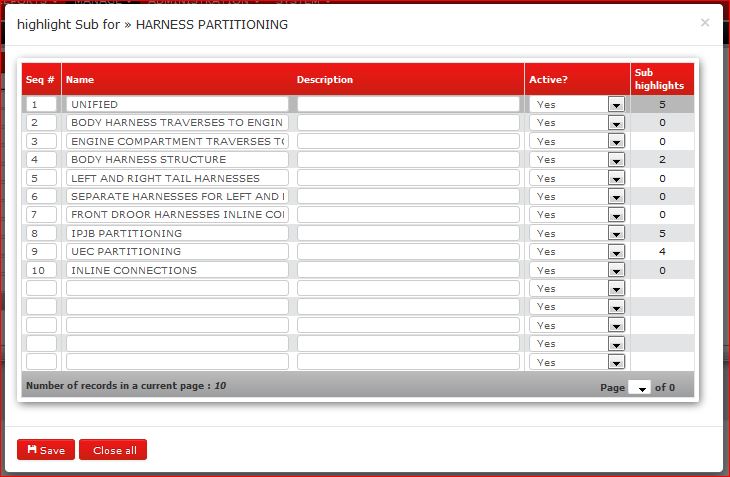 MANAGE ADMINISTRATION SYSTEM
highlight Sub for » HARNESS PARTITIONING ×
Seq # Name Description Active? Sub highlights
1 UNIFIED Yes 5
2 BODY HARNESS TRAVERSES TO ENGIN Yes 0
3 ENGINE COMPARTMENT TRAVERSES TO Yes 0
4 BODY HARNESS STRUCTURE Yes 2
5 LEFT AND RIGHT TAIL HARNESSES Yes 0
6 SEPARATE HARNESSES FOR LEFT AND Yes 0
7 FRONT DROOR HARNESSES INLINE CO Yes 0
8 IPJB PARTITIONING Yes 5
9 UEC PARTITIONING Yes 4
10 INLINE CONNECTIONS Yes 0
Yes
Yes
Yes
Yes
Yes
Number of records in a current page : 10 Page of 0
Save Close all